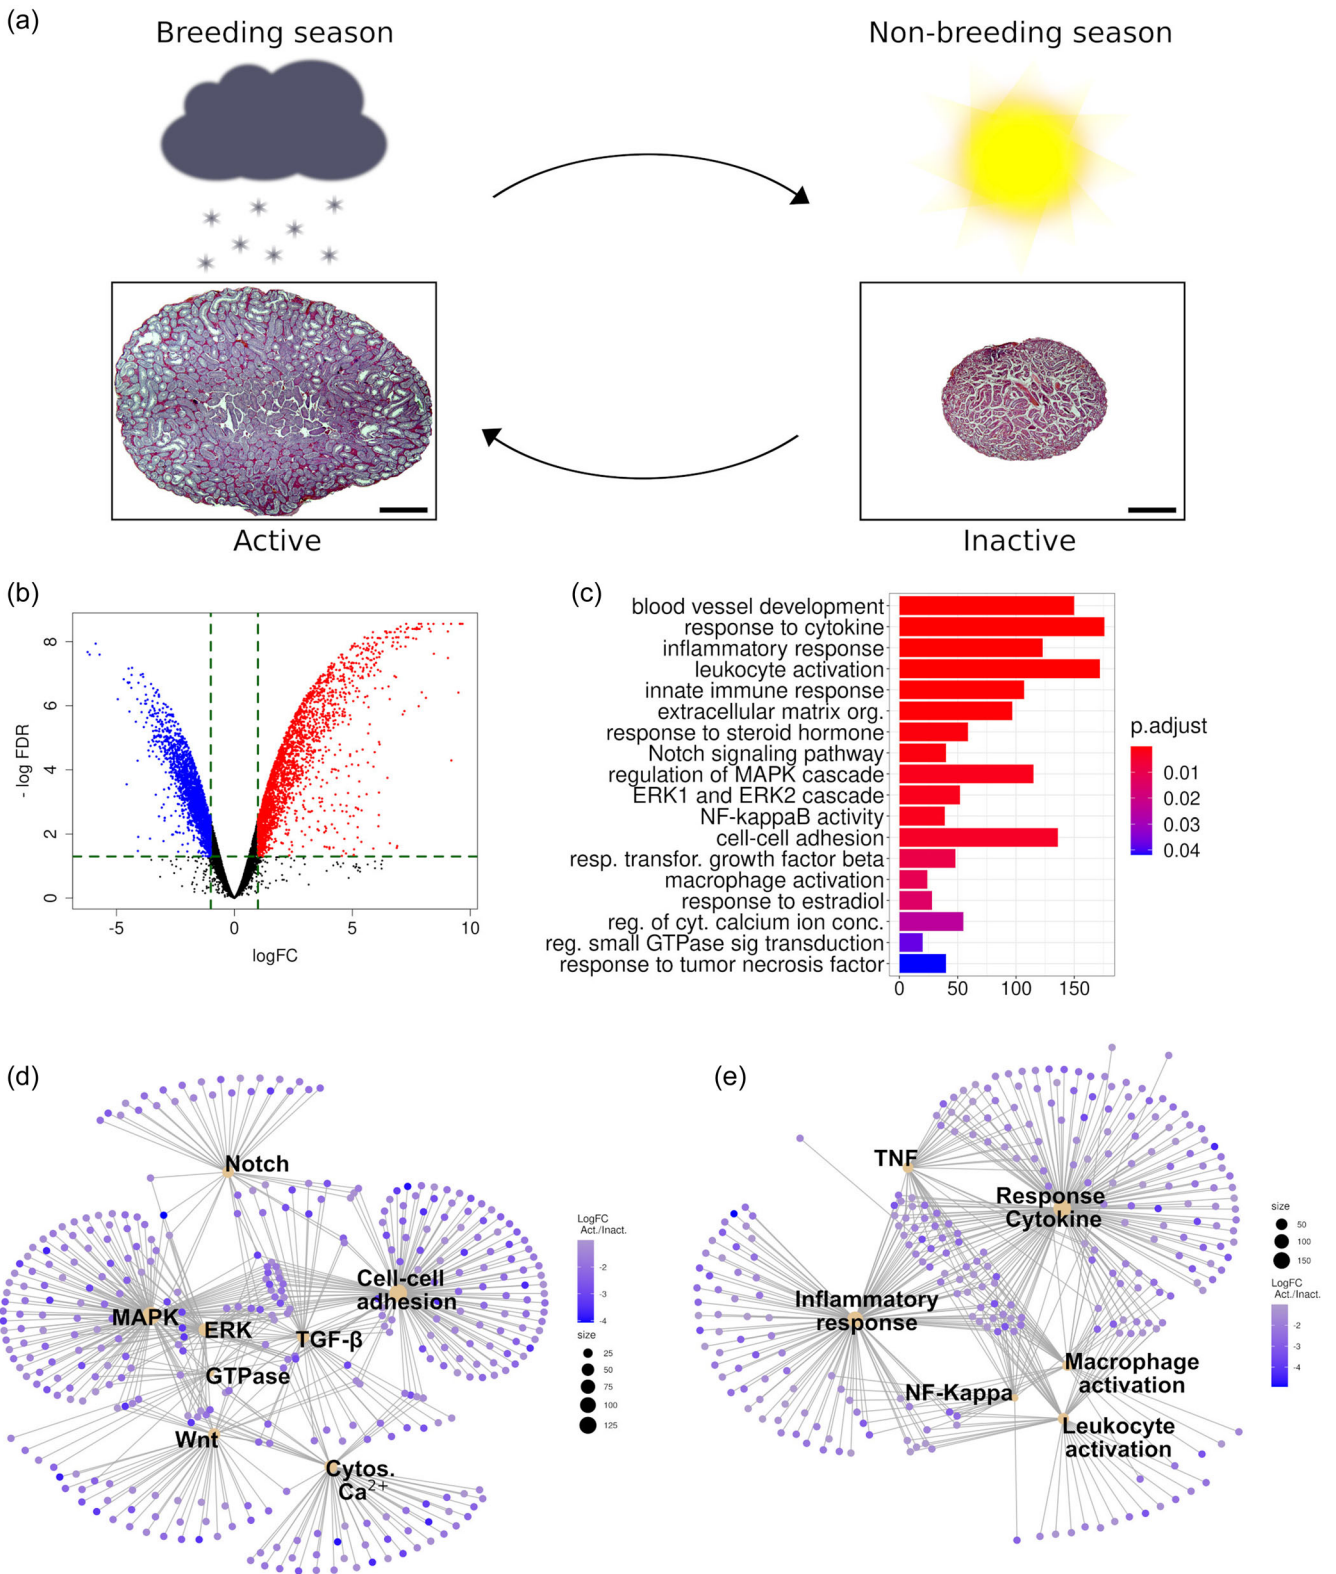 (a)
Breeding season
Non-breeding season
Active
Inactive
(b)
- log FDR
8
6
4
2
0
-5
0
5
10
logFC
(c)
blood vessel development
response to cytokine
inflammatory response
leukocyte activation
innate immune response
extracellular matrix org.
response to steroid hormone
Notch signaling pathway
regulation of MAPK cascade
ERK1 and ERK2 cascade
NF-kappaB activity
cell-cell adhesion
resp. transfor. growth factor beta
macrophage activation
response to estradiol
reg. of cyt. calcium ion conc.
reg. small GTPase sig transduction
response to tumor necrosis factor
0
50
100
150
p.adjust
0.01
0.02
0.03
0.04
(d)
Notch
Cell-cell
adhesion
MAPK
ERK
TGF-β
GTPase
Wnt
Cytos.
Ca²⁺
LogFC
Act./Inact.
-2
-3
-4
size
25
50
75
100
125
(e)
TNF
Response
Cytokine
Inflammatory
response
Macrophage
activation
NF-Kappa
Leukocyte
activation
size
50
100
150
LogFC
Act./Inact.
-2
-3
-4